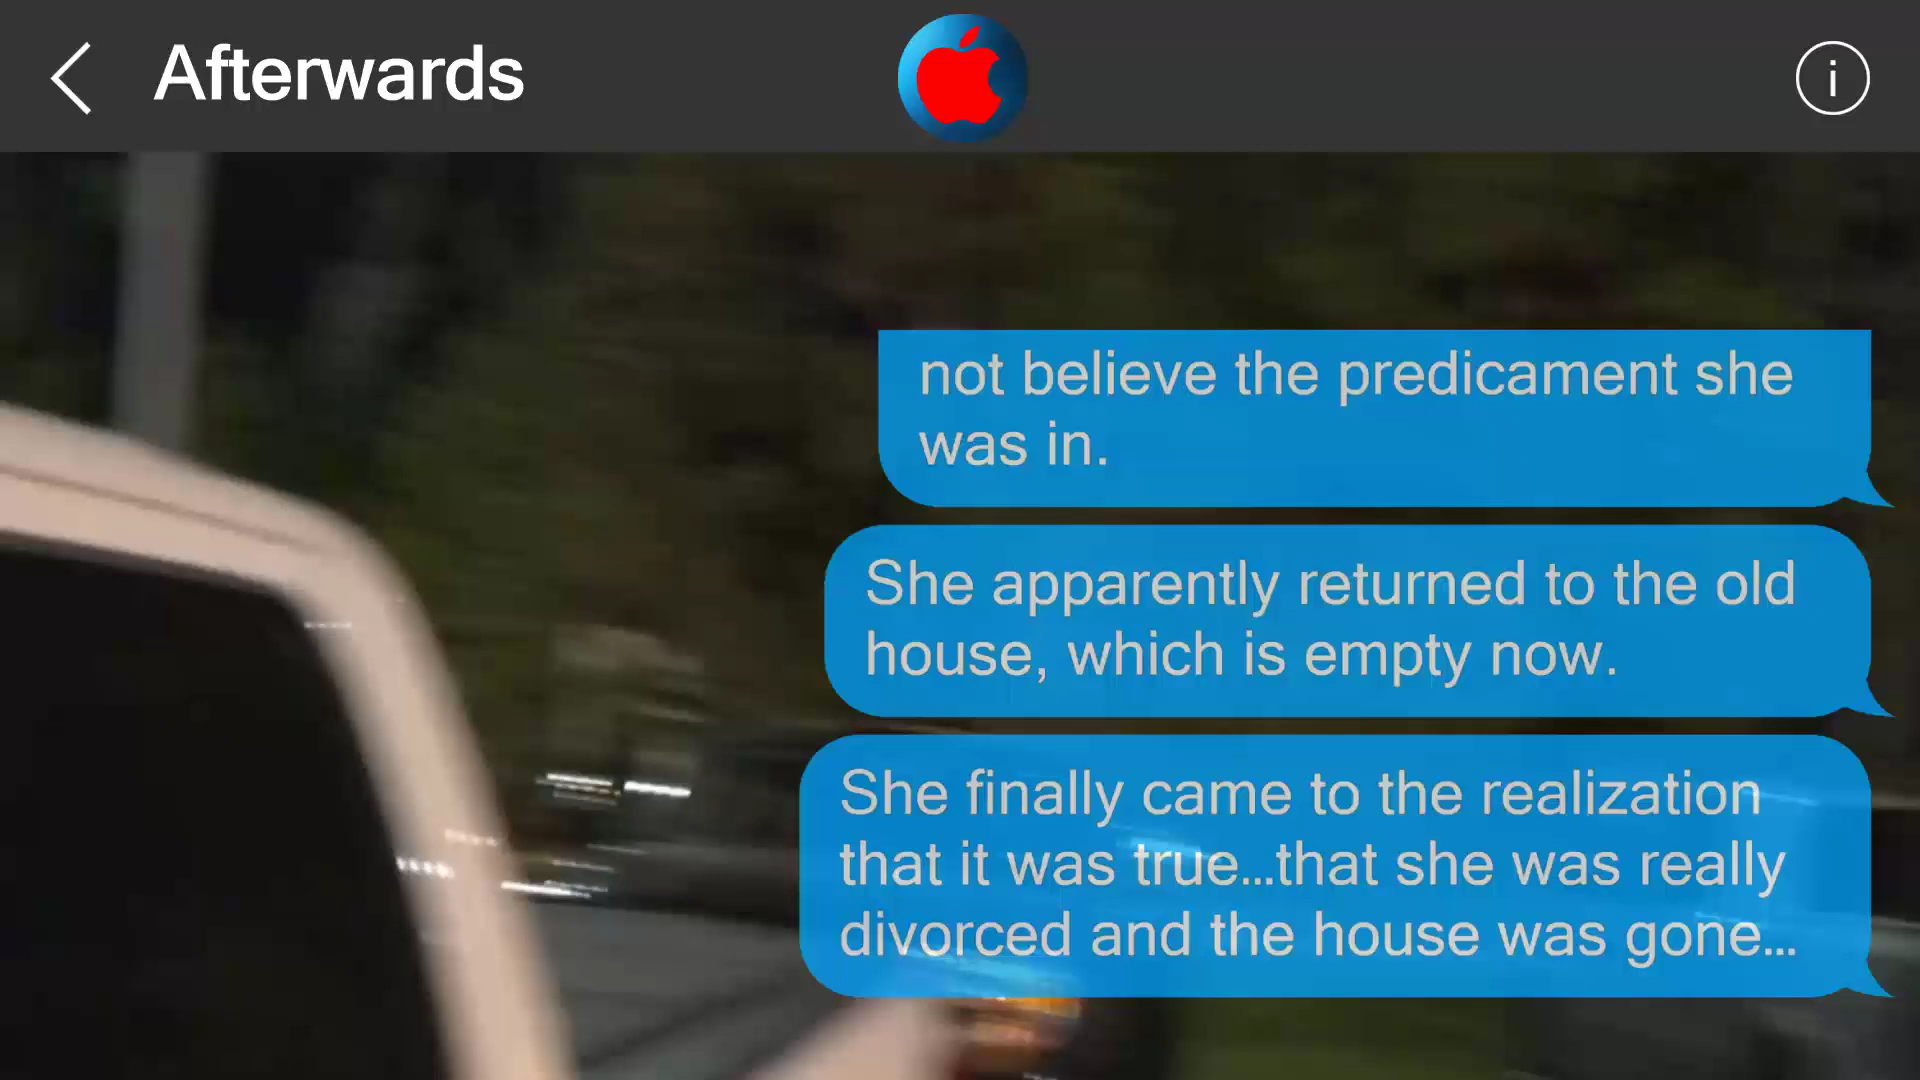 Afterwards
i
not believe the predicament she
was in.
She apparently returned to the old
house, which is empty now.
She finally came to the realization
that it was true...that she was really
divorced and the house was gone...